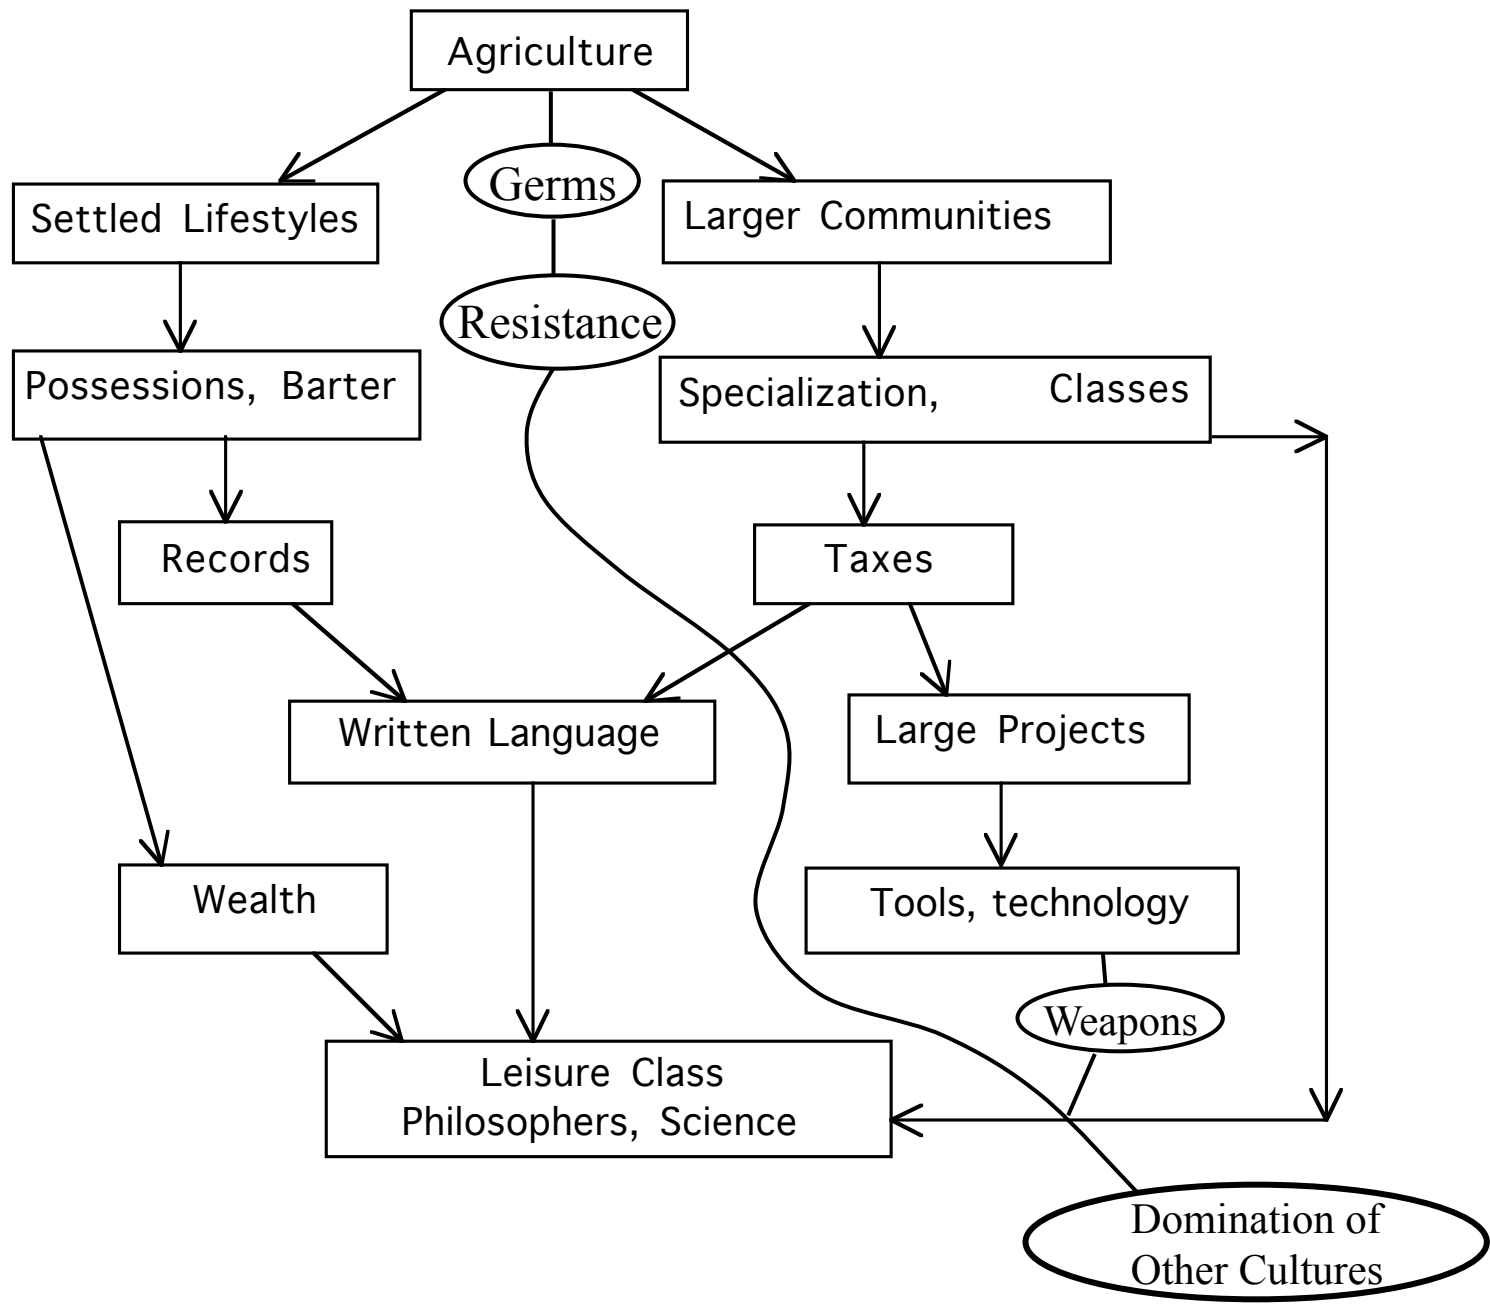 Agriculture
Germs
Settled Lifestyles
Larger Communities
Resistance
Possessions, Barter
Specialization, Classes
Records
Taxes
Written Language
Large Projects
Wealth
Tools, technology
Weapons
Leisure Class
Philosophers, Science
Domination of
Other Cultures